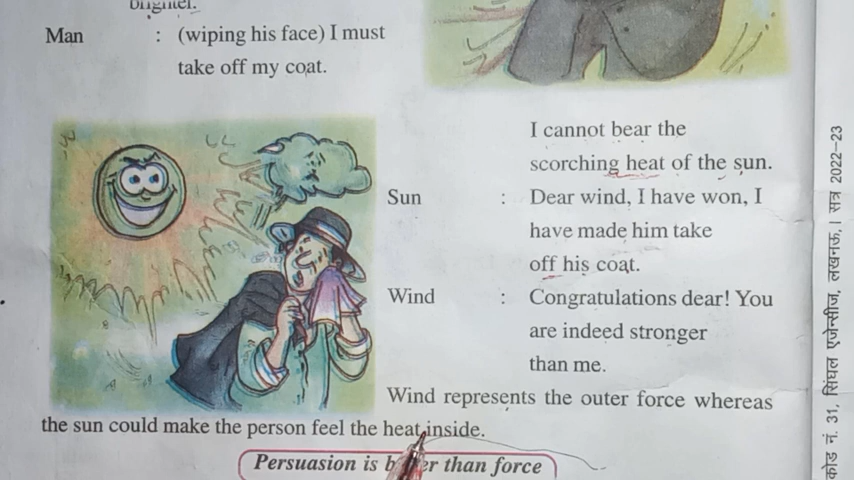 brighter.
Man : (wiping his face) I must
take off my coat.
I cannot bear the
scorching heat of the sun.
Sun : Dear wind, I have won, I
have made him take
off his coat.
Wind : Congratulations dear! You
are indeed stronger
than me.
Wind represents the outer force whereas
the sun could make the person feel the heat inside.
Persuasion is better than force
कोड नं. 31, सिंघल एजेन्सीज, लखनऊ, । सत्र 2022–23